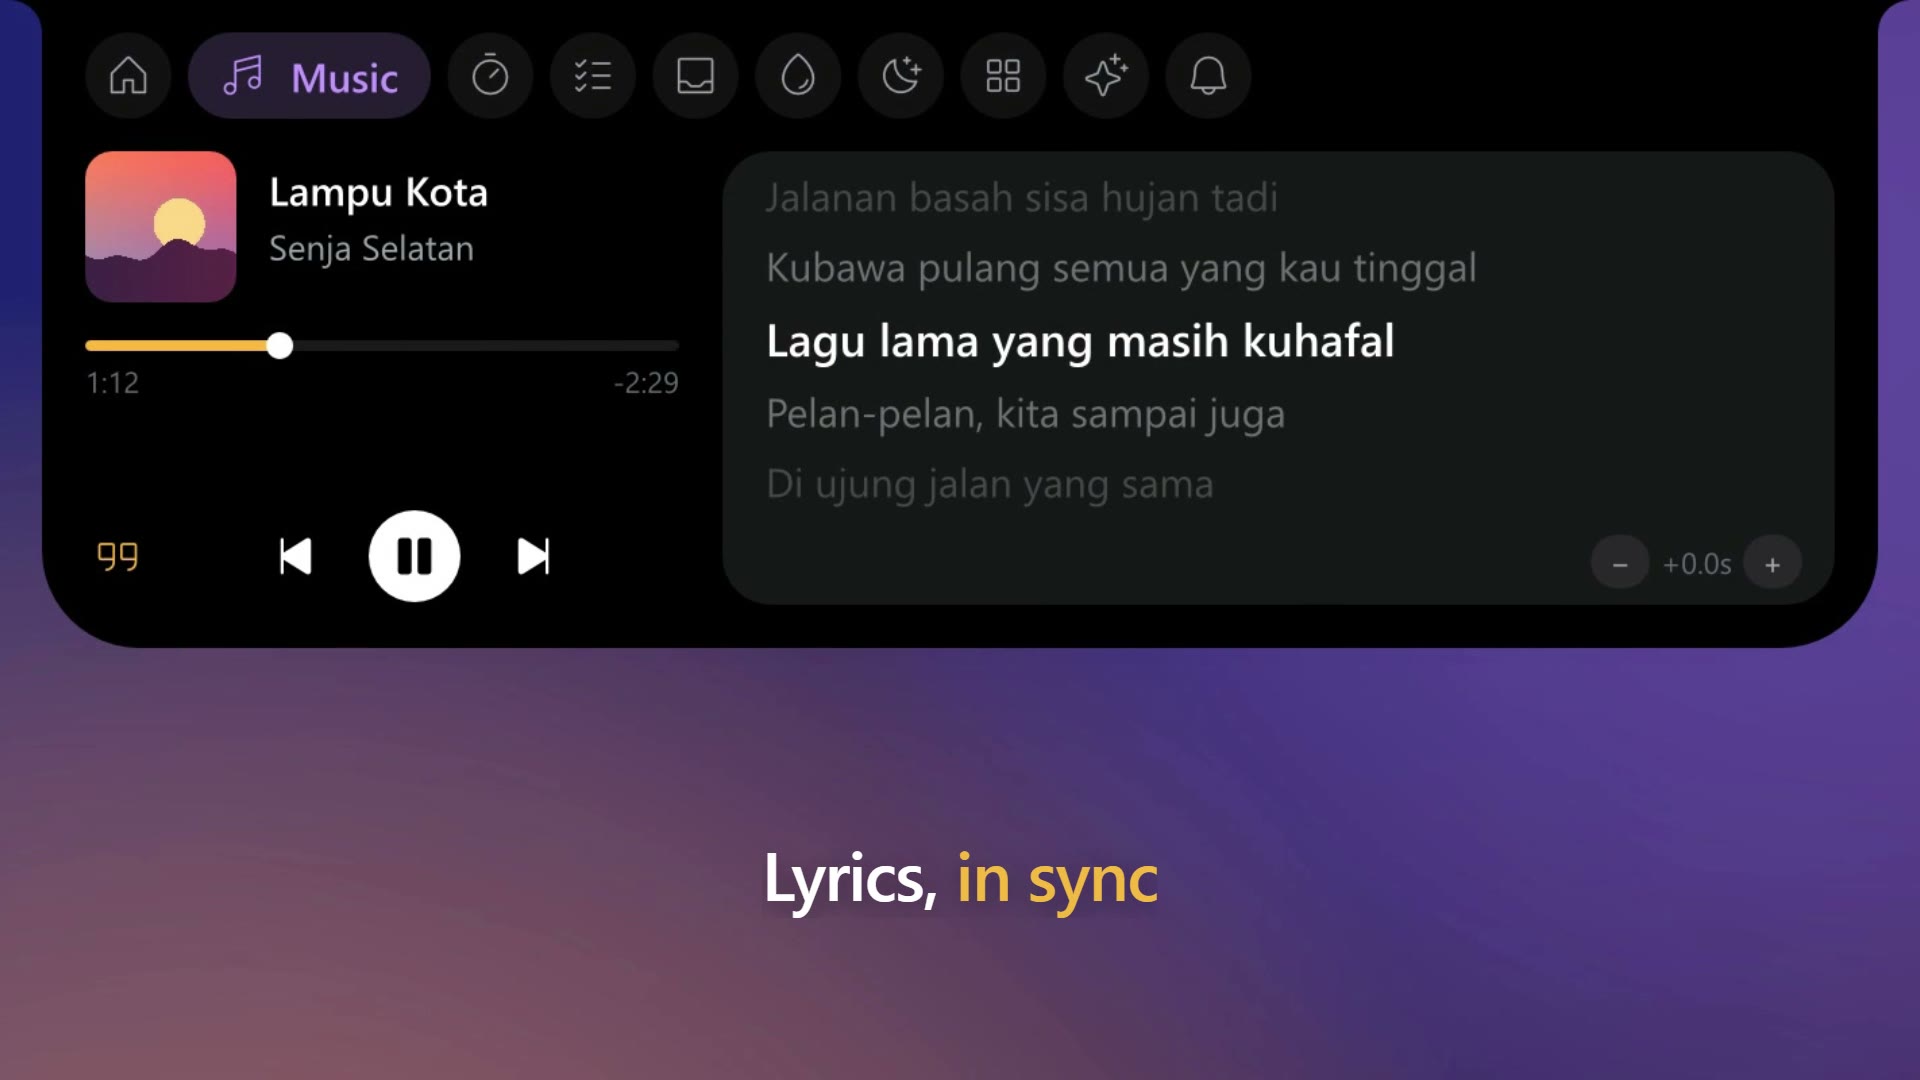 Music
Lampu Kota
Senja Selatan
1:12
-2:29
Jalanan basah sisa hujan tadi
Kubawa pulang semua yang kau tinggal
Lagu lama yang masih kuhafal
Pelan-pelan, kita sampai juga
Di ujung jalan yang sama
– +0.0s +
Lyrics, in sync